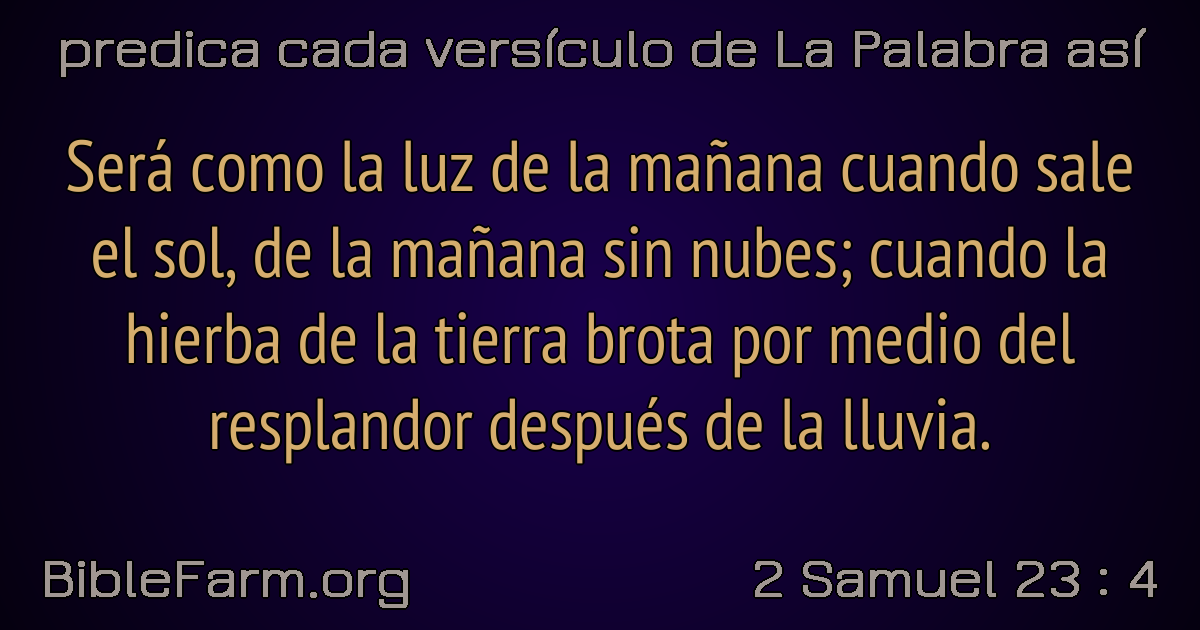 predica cada versículo de La Palabra así
Será como la luz de la mañana cuando sale
el sol, de la mañana sin nubes; cuando la
hierba de la tierra brota por medio del
resplandor después de la lluvia.
BibleFarm.org
2 Samuel 23 : 4